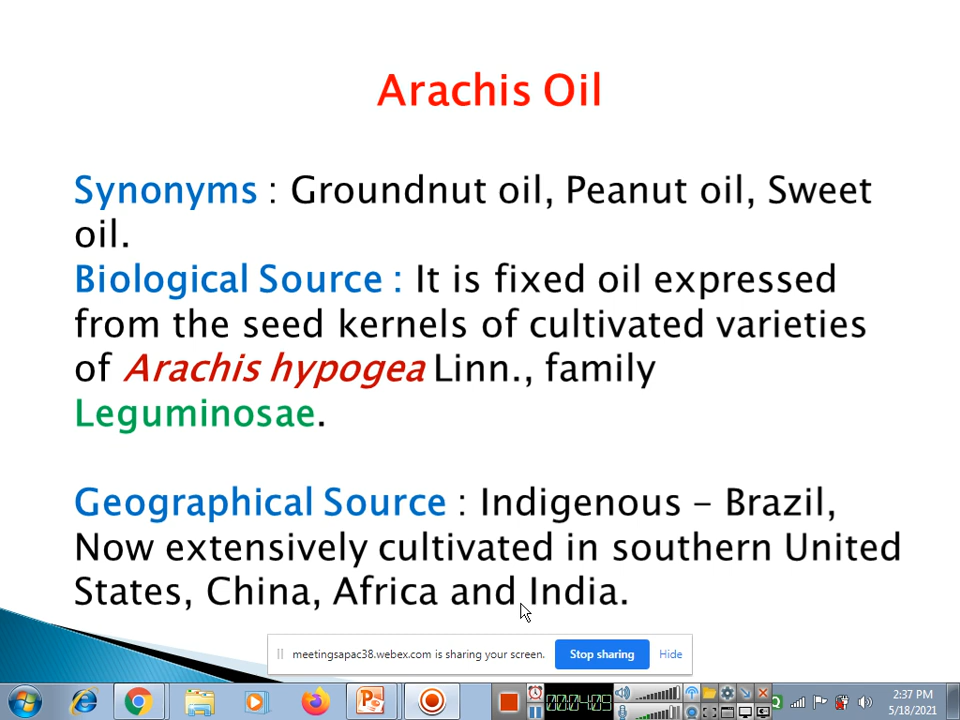 Arachis Oil
Synonyms : Groundnut oil, Peanut oil, Sweet
oil.
Biological Source : It is fixed oil expressed
from the seed kernels of cultivated varieties
of Arachis hypogea Linn., family
Leguminosae.
Geographical Source : Indigenous - Brazil,
Now extensively cultivated in southern United
States, China, Africa and India.
meetingsapac38.webex.com is sharing your screen. Stop sharing Hide
00:04:09
2:37 PM
5/18/2021